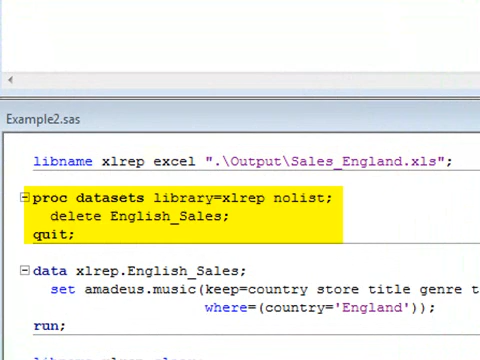 Example2.sas
libname xlrep excel ".\Output\Sales_England.xls";
proc datasets library=xlrep nolist;
delete English_Sales;
quit;
data xlrep.English_Sales;
set amadeus.music(keep=country store title genre
where=(country='England'));
run;